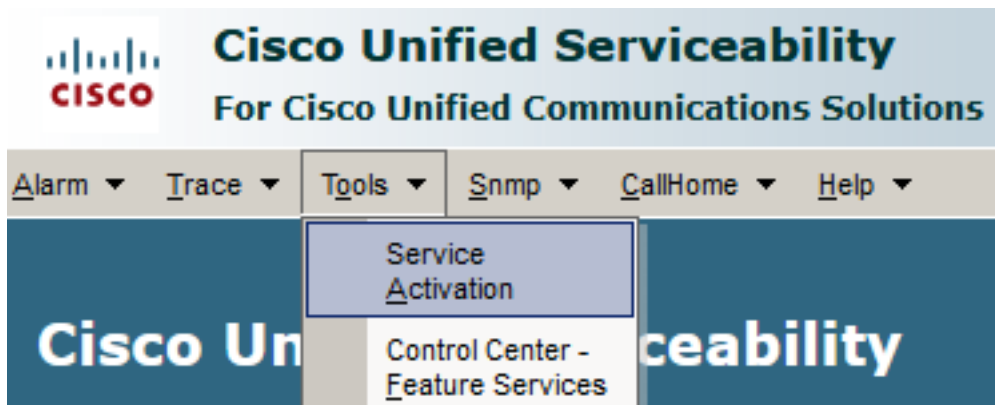 Cisco Unified Serviceability
CISCO
For Cisco Unified Communications Solutions
Alarm Trace Tools Snmp CallHome Help
Service
Activation
Cisco Un ceability
Control Center -
Feature Services